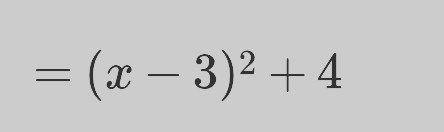 = (x − 3)² + 4